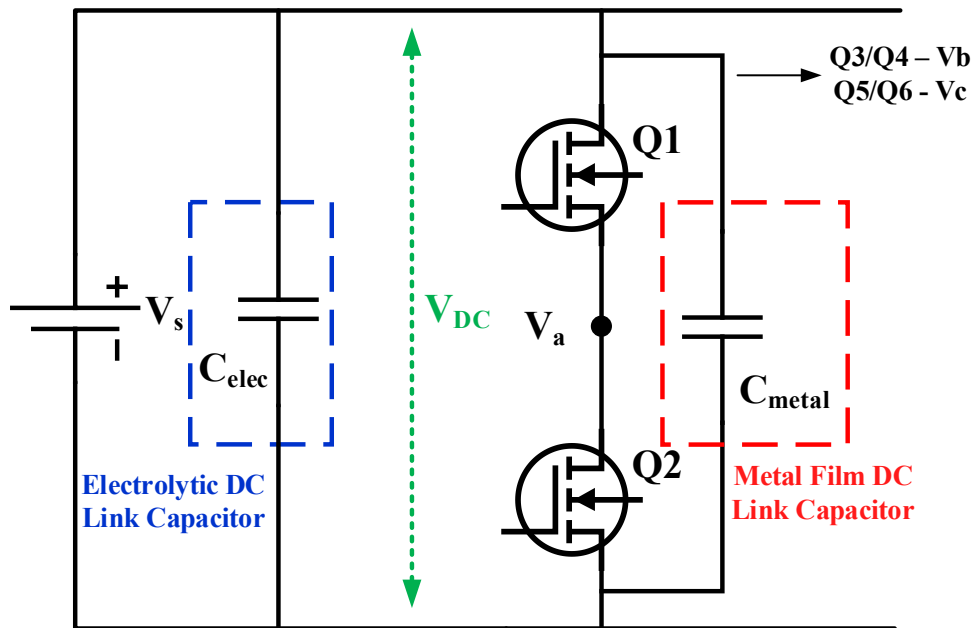 Q3/Q4 – Vb
Q5/Q6 - Vc
Q1
+
Vs
VDC
Va
Celec
Cmetal
Q2
Electrolytic DC
Link Capacitor
Metal Film DC
Link Capacitor